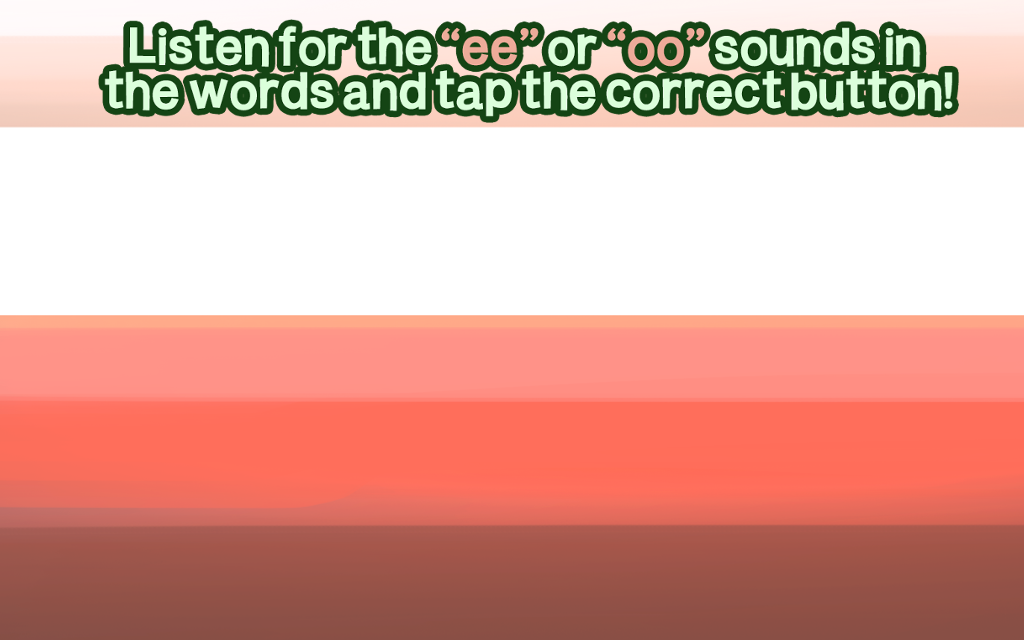 Listen for the “ee” or “oo” sounds in
the words and tap the correct button!